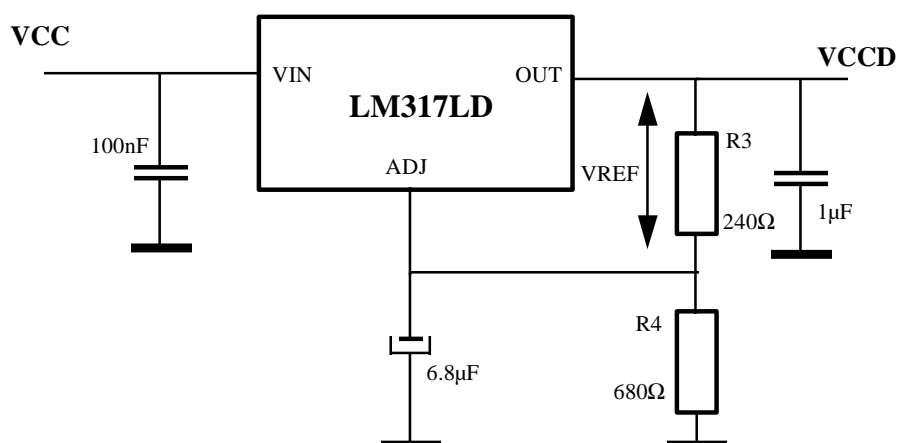 VCC
VIN
OUT
VCCD
LM317LD
100nF
ADJ
VREF
R3
240Ω
1µF
R4
6.8µF
680Ω